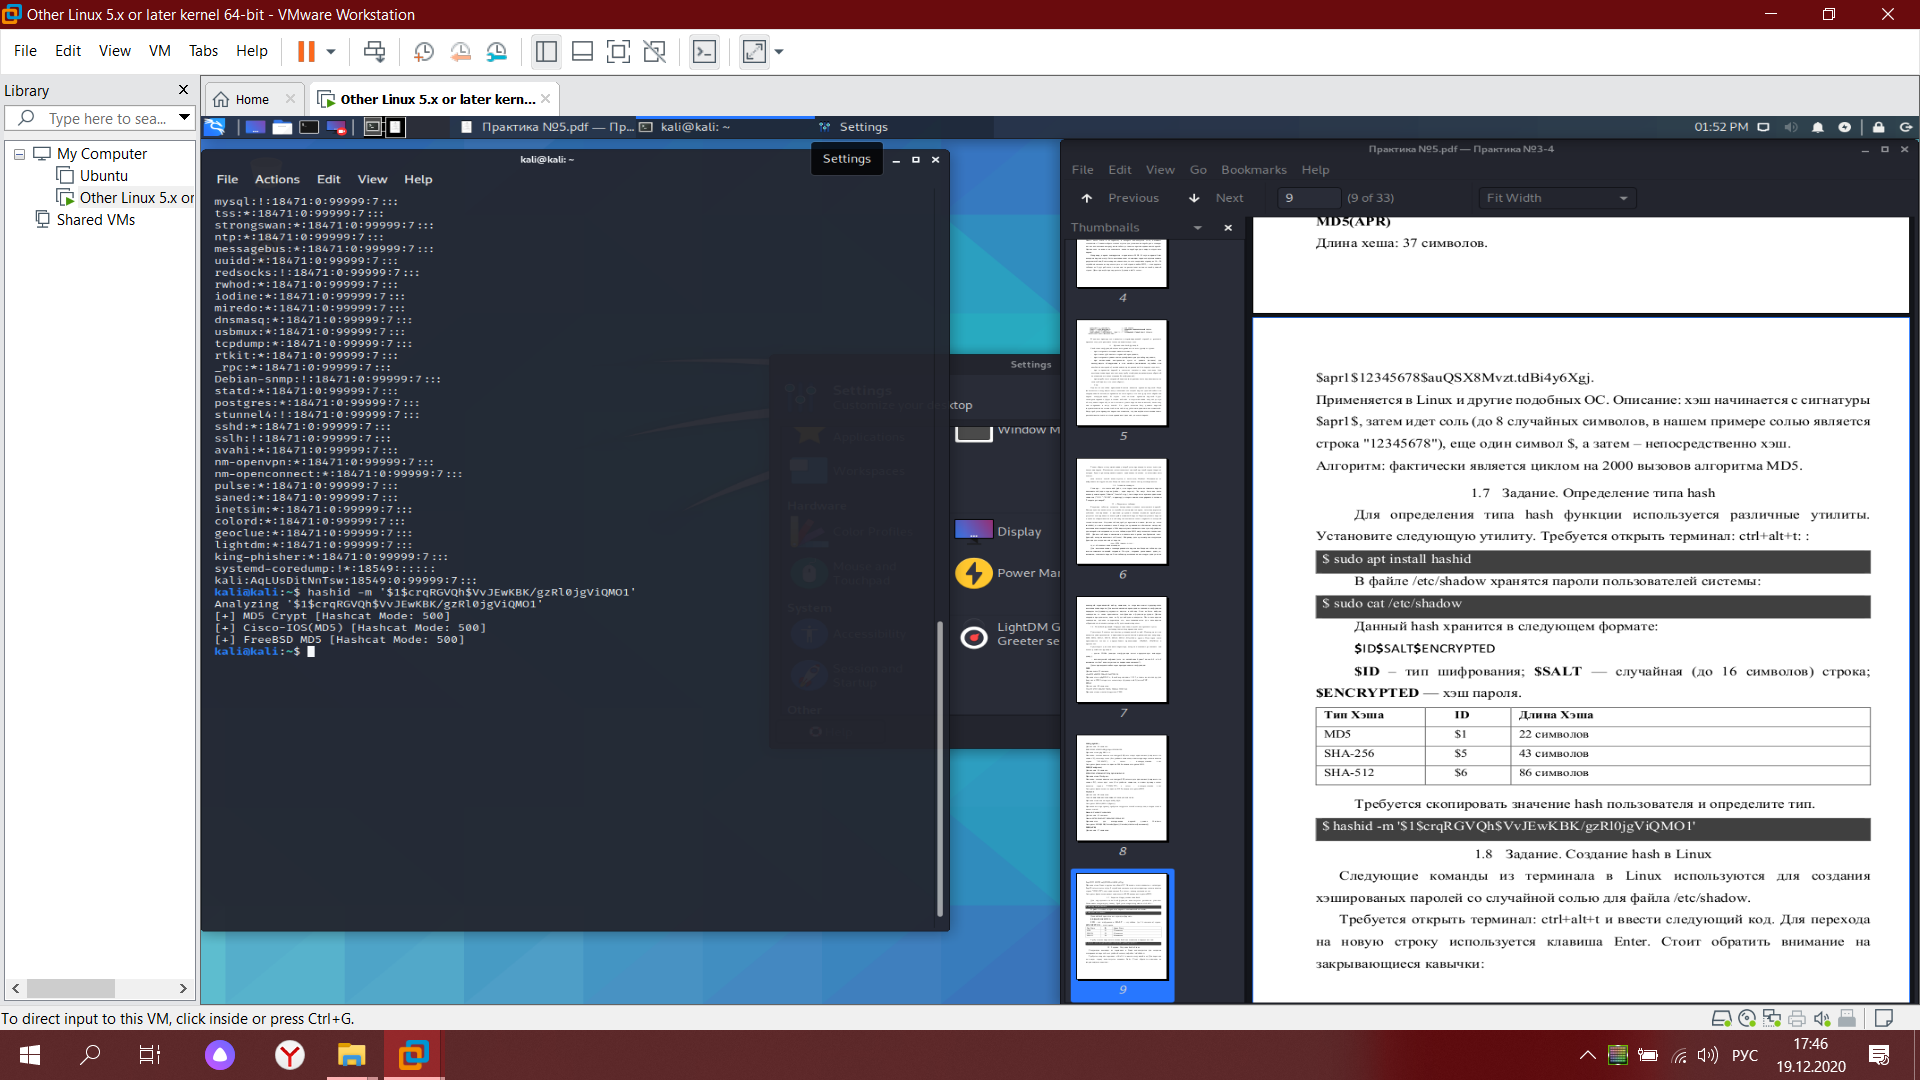 Other Linux 5.x or later kernel 64-bit - VMware Workstation
File Edit View VM Tabs Help
Library
Type here to sea...
My Computer
Ubuntu
Other Linux 5.x or
Shared VMs
Home
Other Linux 5.x or later kern...
Практика №5.pdf — Пр...
kali@kali: ~
Settings
01:52 PM
kali@kali: ~
Settings
File Actions Edit View Help
mysql:!:18471:0:99999:7:::
tss:*:18471:0:99999:7:::
strongswan:*:18471:0:99999:7:::
ntp:*:18471:0:99999:7:::
messagebus:*:18471:0:99999:7:::
uuidd:*:18471:0:99999:7:::
redsocks:!:18471:0:99999:7:::
rwhod:*:18471:0:99999:7:::
iodine:*:18471:0:99999:7:::
miredo:*:18471:0:99999:7:::
dnsmasq:*:18471:0:99999:7:::
usbmux:*:18471:0:99999:7:::
tcpdump:*:18471:0:99999:7:::
rtkit:*:18471:0:99999:7:::
_rpc:*:18471:0:99999:7:::
Debian-snmp:!:18471:0:99999:7:::
statd:*:18471:0:99999:7:::
postgres:*:18471:0:99999:7:::
stunnel4:!:18471:0:99999:7:::
sshd:*:18471:0:99999:7:::
sslh:!:18471:0:99999:7:::
avahi:*:18471:0:99999:7:::
nm-openvpn:*:18471:0:99999:7:::
nm-openconnect:*:18471:0:99999:7:::
pulse:*:18471:0:99999:7:::
saned:*:18471:0:99999:7:::
inetsim:*:18471:0:99999:7:::
colord:*:18471:0:99999:7:::
geoclue:*:18471:0:99999:7:::
lightdm:*:18471:0:99999:7:::
king-phisher:*:18471:0:99999:7:::
systemd-coredump:!*:18549::::::
kali:AqLUsDitNnTsw:18549:0:99999:7:::
kali@kali:~$ hashid -m '$1$crqRGVQh$VvJEwKBK/gzRl0jgViQMO1'
Analyzing '$1$crqRGVQh$VvJEwKBK/gzRl0jgViQMO1'
[+] MD5 Crypt [Hashcat Mode: 500]
[+] Cisco-IOS(MD5) [Hashcat Mode: 500]
[+] FreeBSD MD5 [Hashcat Mode: 500]
kali@kali:~$
Settings
Settings
desktop
Window M
Hardware
Display
Power Mar
System
LightDM G
Greeter se
Other
Практика №5.pdf — Практика №3-4
File Edit View Go Bookmarks Help
Previous Next 9 (9 of 33) Fit Width
Thumbnails
4
5
6
7
8
9
MD5(APR)
Длина хеша: 37 символов.
$apr1$12345678$auQSX8Mvzt.tdBi4y6Xgj.
Применяется в Linux и другие подобных ОС. Описание: хэш начинается с сигнатуры
$apr1$, затем идет соль (до 8 случайных символов, в нашем примере солью является
строка "12345678"), еще один символ $, а затем – непосредственно хэш.
Алгоритм: фактически является циклом на 2000 вызовов алгоритма MD5.
1.7 Задание. Определение типа hash
Для определения типа hash функции используется различные утилиты.
Установите следующую утилиту. Требуется открыть терминал: ctrl+alt+t: :
$ sudo apt install hashid
В файле /etc/shadow хранятся пароли пользователей системы:
$ sudo cat /etc/shadow
Данный hash хранится в следующем формате:
$ID$SALT$ENCRYPTED
$ID – тип шифрования; $SALT — случайная (до 16 символов) строка;
$ENCRYPTED — хэш пароля.
Тип Хэша ID Длина Хэша
MD5 $1 22 символов
SHA-256 $5 43 символов
SHA-512 $6 86 символов
Требуется скопировать значение hash пользователя и определите тип.
$ hashid -m '$1$crqRGVQh$VvJEwKBK/gzRl0jgViQMO1'
1.8 Задание. Создание hash в Linux
Следующие команды из терминала в Linux используются для создания
хэшированых паролей со случайной солью для файла /etc/shadow.
Требуется открыть терминал: ctrl+alt+t и ввести следующий код. Для перехода
на новую строку используется клавиша Enter. Стоит обратить внимание на
закрывающиеся кавычки:
To direct input to this VM, click inside or press Ctrl+G.
РУС
17:46
19.12.2020